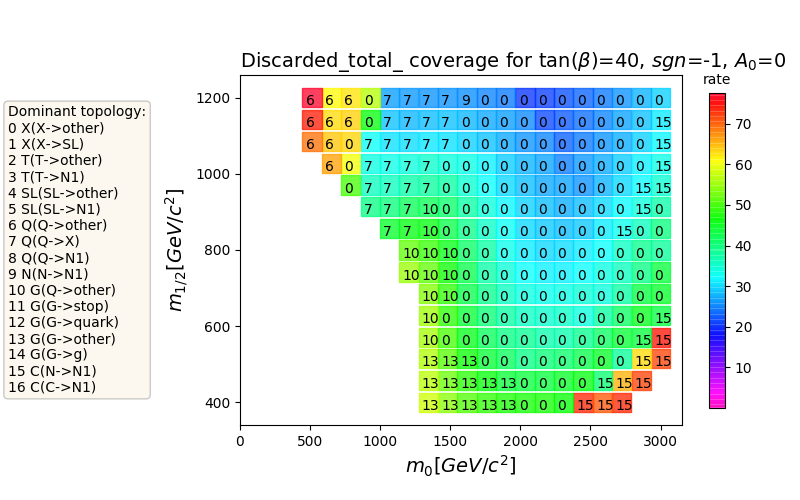 Discarded_total_ coverage for tan(β)=40, sgn=-1, A₀=0
rate
Dominant topology:
0 X(X->other)
1 X(X->SL)
2 T(T->other)
3 T(T->N1)
4 SL(SL->other)
5 SL(SL->N1)
6 Q(Q->other)
7 Q(Q->X)
8 Q(Q->N1)
9 N(N->N1)
10 G(Q->other)
11 G(G->stop)
12 G(G->quark)
13 G(G->other)
14 G(G->g)
15 C(N->N1)
16 C(C->N1)
m₁/₂[GeV/c²]
1200
1000
800
600
400
6 6 6 0 7 7 7 7 9 0 0 0 0 0 0 0 0 0 0
6 6 6 0 7 7 7 7 0 0 0 0 0 0 0 0 0 0 15
6 6 0 7 7 7 7 7 0 0 0 0 0 0 0 0 0 0 15
6 0 7 7 7 7 7 0 0 0 0 0 0 0 0 0 0 15
0 7 7 7 7 0 0 0 0 0 0 0 0 0 0 15 15
7 7 7 10 0 0 0 0 0 0 0 0 0 0 15 0
7 7 10 0 0 0 0 0 0 0 0 0 15 0 0
10 10 10 0 0 0 0 0 0 0 0 0 0 0
10 10 10 0 0 0 0 0 0 0 0 0 0 0
10 10 0 0 0 0 0 0 0 0 0 0 0
10 0 0 0 0 0 0 0 0 0 0 0 15
10 0 0 0 0 0 0 0 0 0 0 15 15
13 13 13 0 0 0 0 0 0 0 0 15 15
13 13 13 13 13 0 0 0 0 15 15 15
13 13 13 13 13 0 0 0 15 15 15
0 500 1000 1500 2000 2500 3000
m₀[GeV/c²]
70
60
50
40
30
20
10